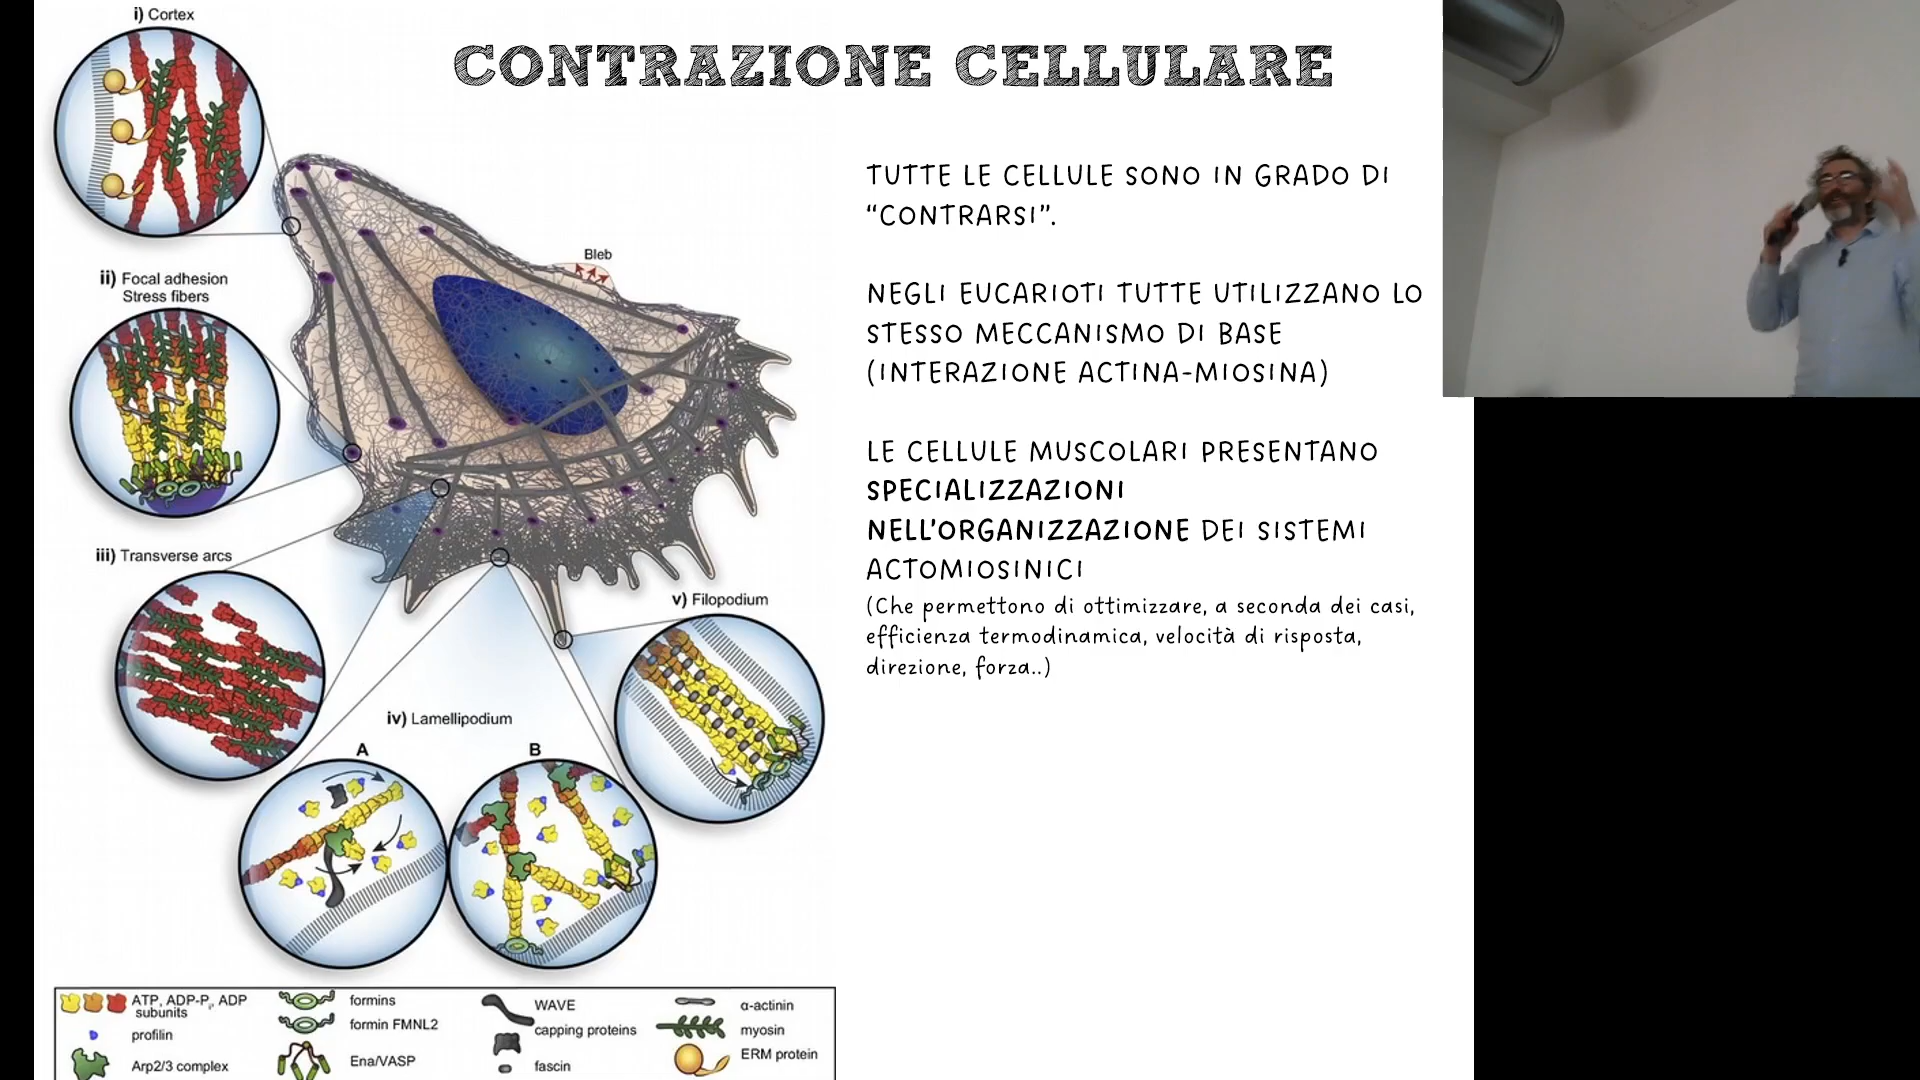 i) Cortex
CONTRAZIONE CELLULARE
TUTTE LE CELLULE SONO IN GRADO DI
“CONTRARSI”.
NEGLI EUCARIOTI TUTTE UTILIZZANO LO
STESSO MECCANISMO DI BASE
(INTERAZIONE ACTINA-MIOSINA)
LE CELLULE MUSCOLARI PRESENTANO
SPECIALIZZAZIONI
NELL'ORGANIZZAZIONE DEI SISTEMI
ACTOMIOSINICI
(Che permettono di ottimizzare, a seconda dei casi,
efficienza termodinamica, velocità di risposta,
direzione, forza..)
Bleb
ii) Focal adhesion
Stress fibers
iii) Transverse arcs
v) Filopodium
iv) Lamellipodium
A
B
ATP, ADP-Pi, ADP
subunits
profilin
Arp2/3 complex
formins
formin FMNL2
Ena/VASP
WAVE
capping proteins
fascin
α-actinin
myosin
ERM protein